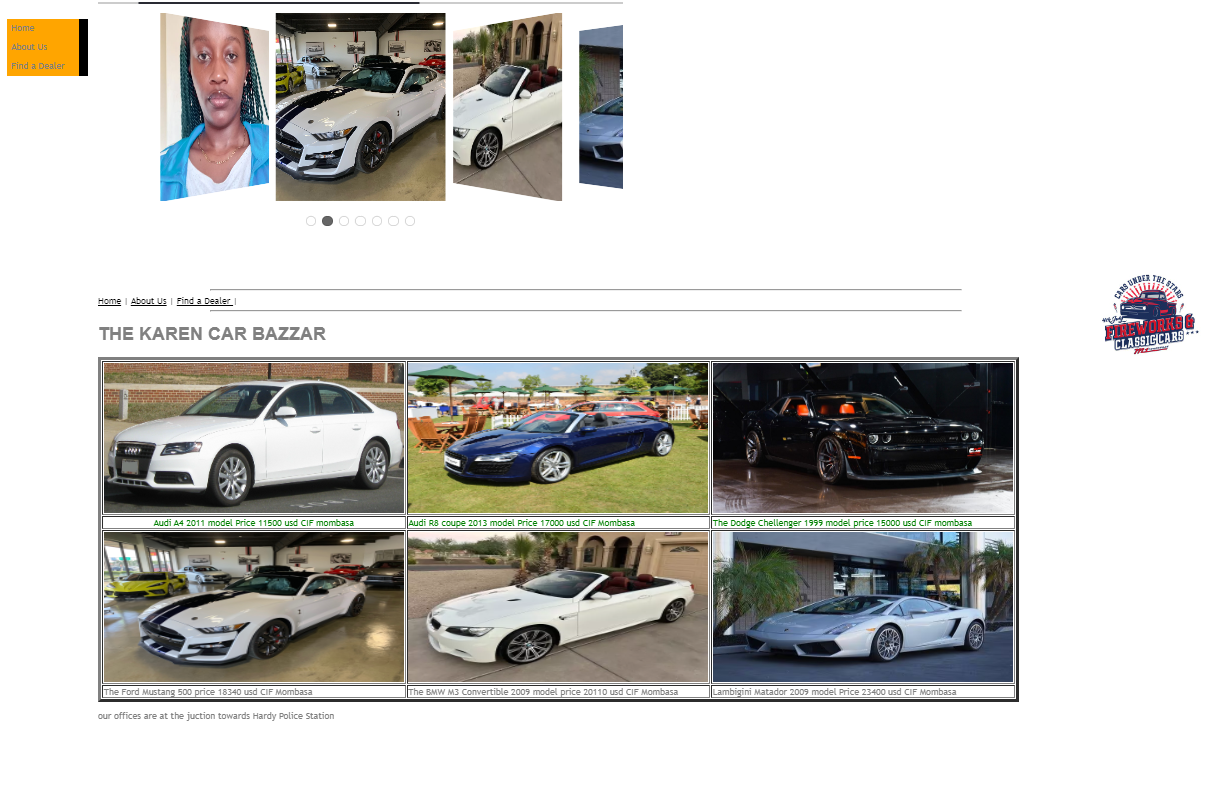 Home
About Us
Find a Dealer
Home | About Us | Find a Dealer |
CARS UNDER THE STARS
4th July
FIREWORKS &
CLASSIC CARS
THE KAREN CAR BAZZAR
Audi A4 2011 model Price 11500 usd CIF mombasa
Audi R8 coupe 2013 model Price 17000 usd CIF Mombasa
The Dodge Chellenger 1999 model price 15000 usd CIF mombasa
The Ford Mustang 500 price 18340 usd CIF Mombasa
The BMW M3 Convertible 2009 model price 20110 usd CIF Mombasa
Lambigini Matador 2009 model Price 23400 usd CIF Mombasa
our offices are at the juction towards Hardy Police Station